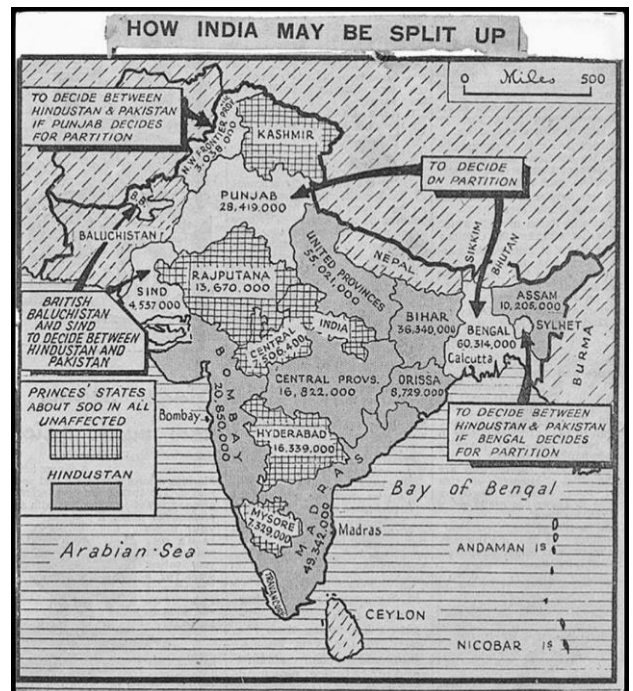 HOW INDIA MAY BE SPLIT UP
0 Miles 500
TO DECIDE BETWEEN
HINDUSTAN & PAKISTAN
IF PUNJAB DECIDES
FOR PARTITION
N.W. FRONTIER PROV.
3,038,000
KASHMIR
PUNJAB
28,419,000
TO DECIDE
ON PARTITION
B.B.
BALUCHISTAN
SIND
4,537,000
RAJPUTANA
13,670,000
UNITED PROVINCES
55,021,000
NEPAL
SIKKIM
BHUTAN
ASSAM
10,205,000
SYLHET
BURMA
BIHAR
36,340,000
BENGAL
60,314,000
Calcutta
CENTRAL
INDIA
7,506,400
BRITISH
BALUCHISTAN
AND SIND
TO DECIDE BETWEEN
HINDUSTAN AND
PAKISTAN
CENTRAL PROVS.
16,822,000
ORISSA
8,729,000
BOMBAY
20,850,000
Bombay
PRINCES' STATES
ABOUT 500 IN ALL
UNAFFECTED
HINDUSTAN
TO DECIDE BETWEEN
HINDUSTAN & PAKISTAN
IF BENGAL DECIDES
FOR PARTITION
HYDERABAD
16,339,000
Bay of Bengal
MYSORE
7,329,000
MADRAS
49,342,000
Madras
Arabian-Sea
ANDAMAN IS
TRAVANCORE
CEYLON
NICOBAR IS